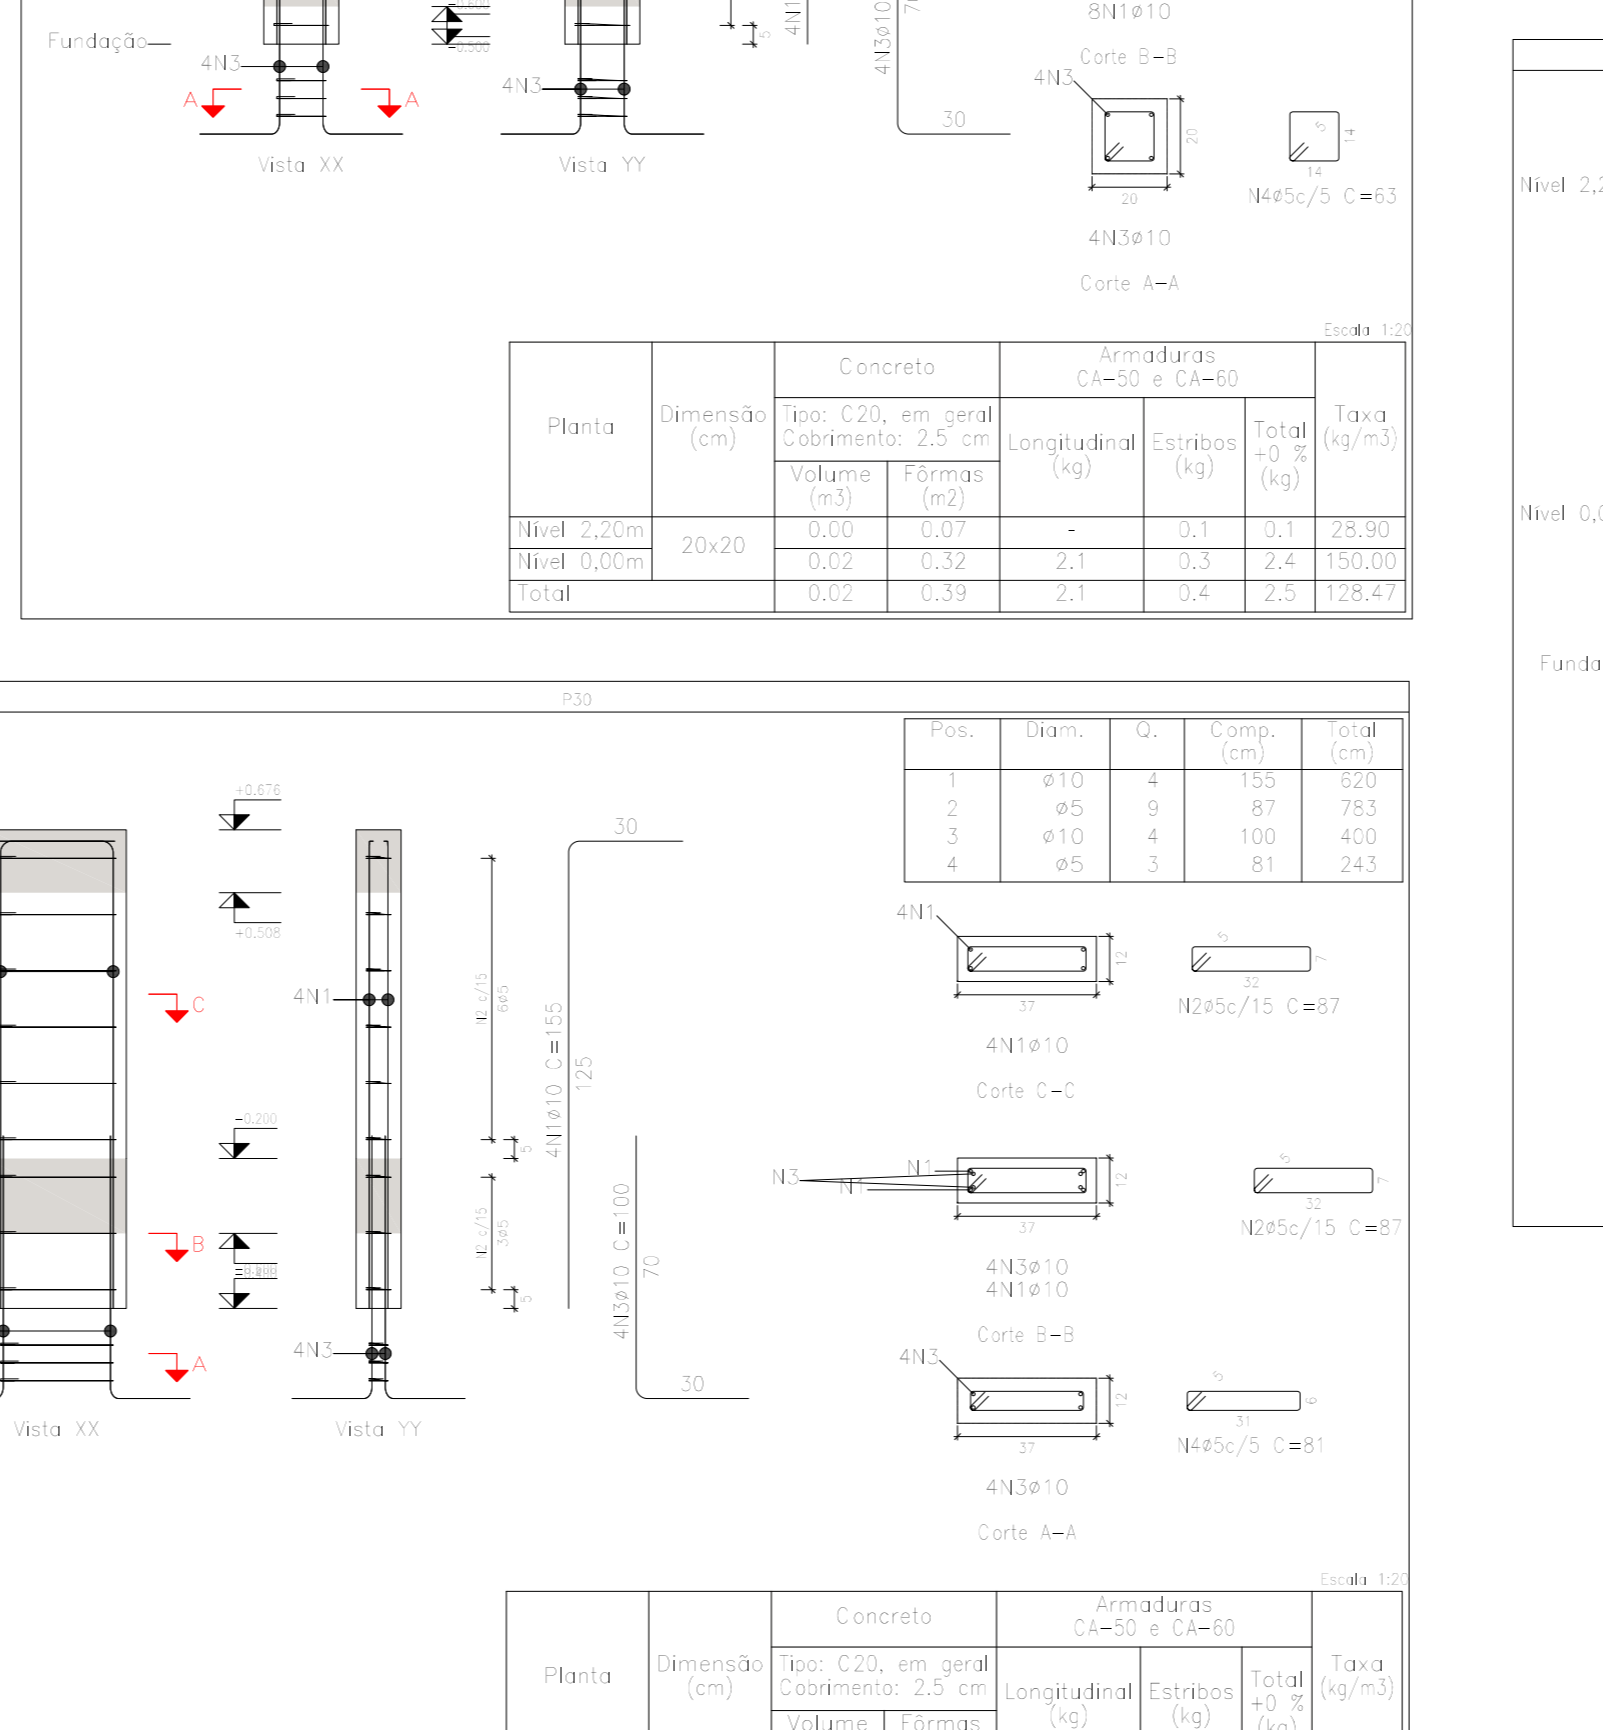 8N1ø10
Fundação
4N3
Corte B-B
4N3
4N3
A
A
5
4N1
4N3ø10
30
20
20
5
14
14
Vista XX
Vista YY
N4ø5c/5 C=63
4N3ø10
Corte A-A
Nível 2,2
Nível 0,0
Funda
Escala 1:20
Planta
Dimensão
(cm)
Concreto
Tipo: C20, em geral
Cobrimento: 2.5 cm
Volume
(m3)
Fôrmas
(m2)
Armaduras
CA-50 e CA-60
Longitudinal
(kg)
Estribos
(kg)
Total
+0 %
(kg)
Taxa
(kg/m3)
Nível 2,20m 20x20 0.00 0.07 - 0.1 0.1 28.90
Nível 0,00m 0.02 0.32 2.1 0.3 2.4 150.00
Total 0.02 0.39 2.1 0.4 2.5 128.47
P30
Pos. Diam. Q. Comp. (cm) Total (cm)
1 ø10 4 155 620
2 ø5 9 87 783
3 ø10 4 100 400
4 ø5 3 81 243
+0.676
+0.508
C
-0.200
B
A
4N1
4N3
N2 c/15
6ø5
5
N2 c/15
3ø5
5
30
4N1ø10 C=155
125
4N3ø10 C=100
70
30
Vista XX
Vista YY
4N1
12
37
5
7
32
N2ø5c/15 C=87
4N1ø10
Corte C-C
N3
N1
N1
12
37
5
7
32
N2ø5c/15 C=87
4N3ø10
4N1ø10
Corte B-B
4N3
12
37
5
6
31
N4ø5c/5 C=81
4N3ø10
Corte A-A
Escala 1:20
Planta
Dimensão
(cm)
Concreto
Tipo: C20, em geral
Cobrimento: 2.5 cm
Volume
Fôrmas
Armaduras
CA-50 e CA-60
Longitudinal
(kg)
Estribos
(kg)
Total
+0 %
(kg)
Taxa
(kg/m3)